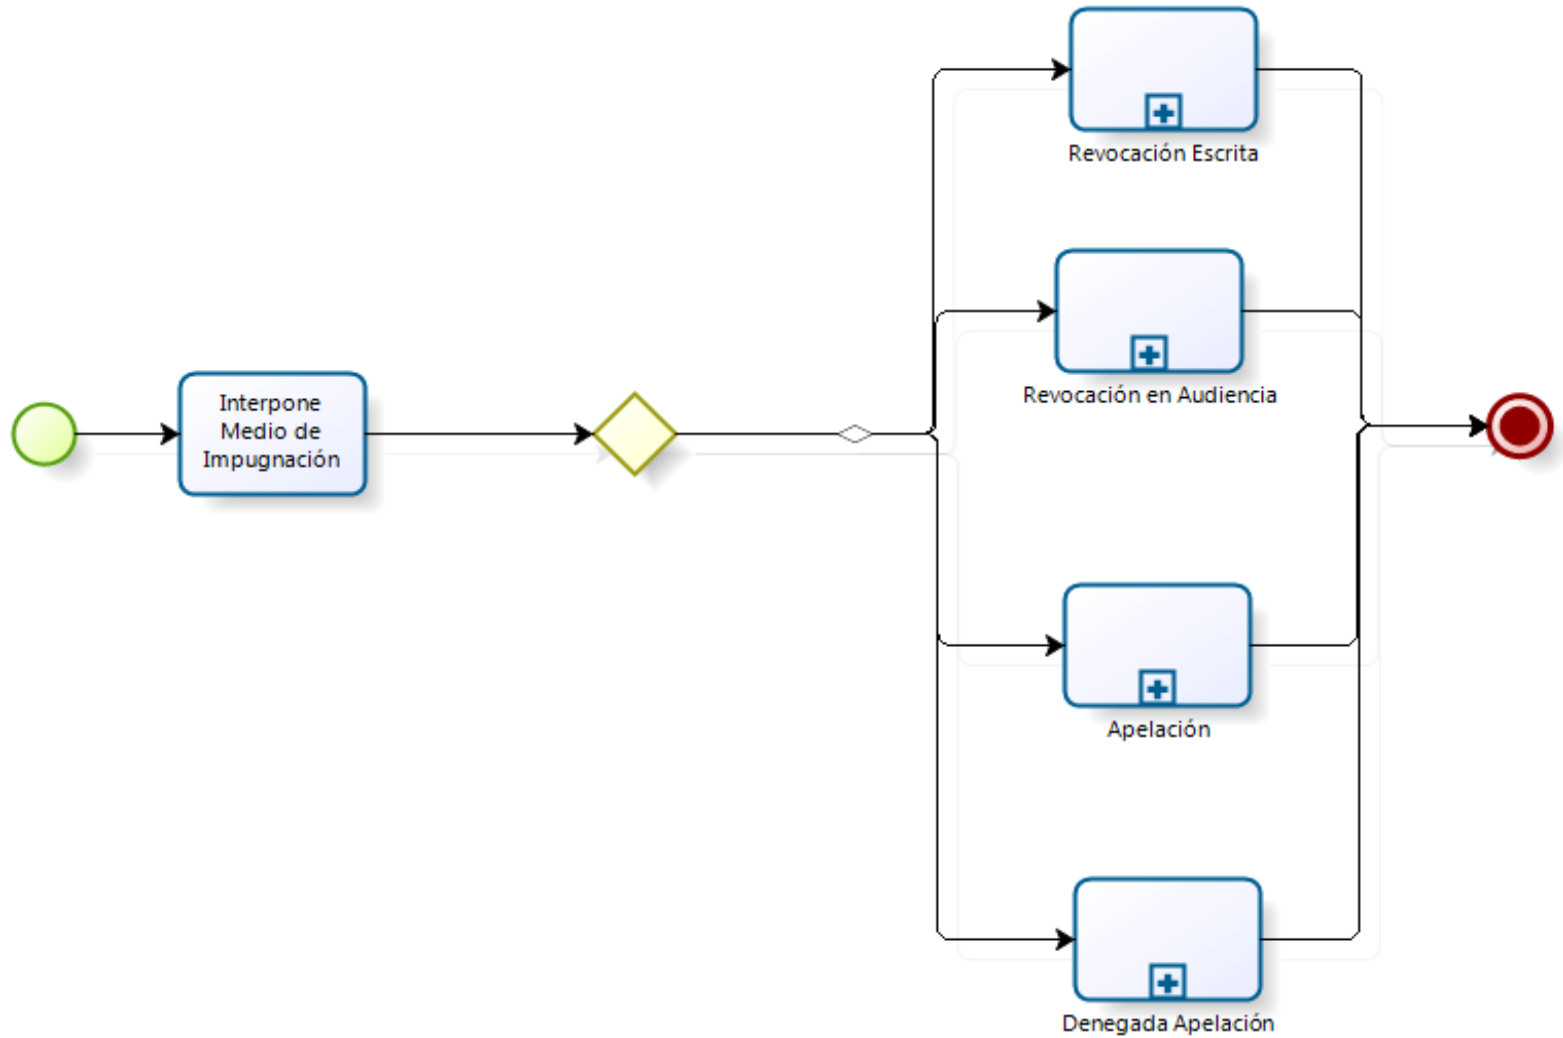 Interpone
Medio de
Impugnación
Revocación Escrita
Revocación en Audiencia
Apelación
Denegada Apelación